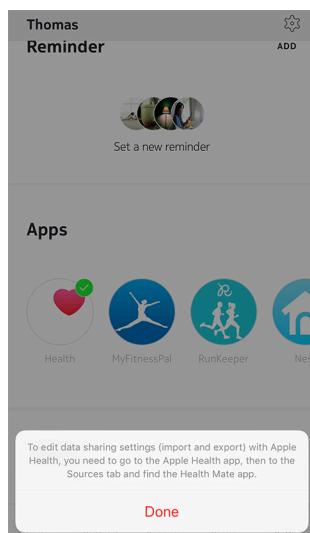 Thomas
Reminder
ADD
Set a new reminder
Apps
Health
MyFitnessPal
RunKeeper
Nes
To edit data sharing settings (import and export) with Apple
Health, you need to go to the Apple Health app, then to the
Sources tab and find the Health Mate app.
Done